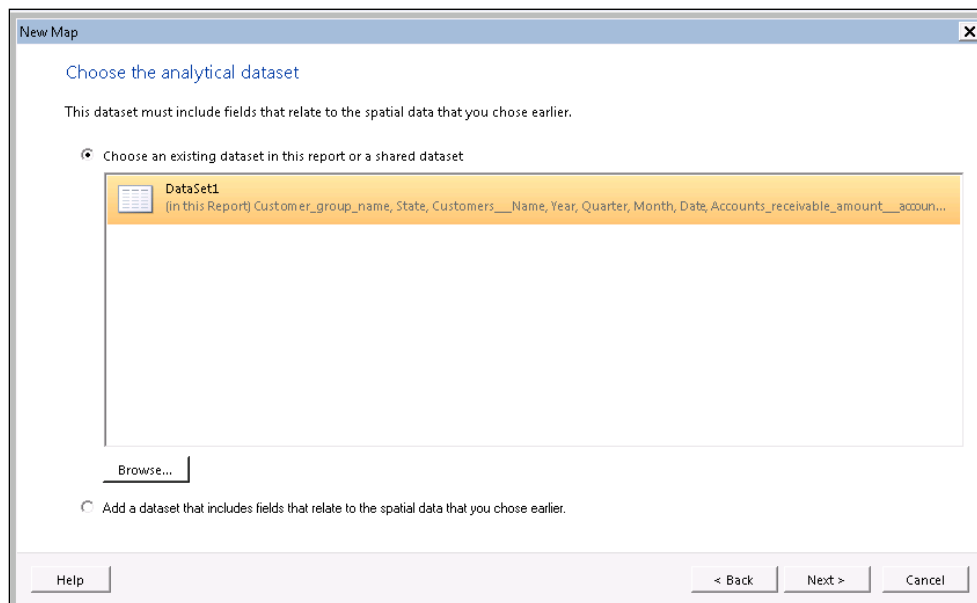 New Map
Choose the analytical dataset
This dataset must include fields that relate to the spatial data that you chose earlier.
Choose an existing dataset in this report or a shared dataset
DataSet1
(in this Report) Customer_group_name, State, Customers___Name, Year, Quarter, Month, Date, Accounts_receivable_amount___accoun...
Browse...
Add a dataset that includes fields that relate to the spatial data that you chose earlier.
Help
< Back
Next >
Cancel